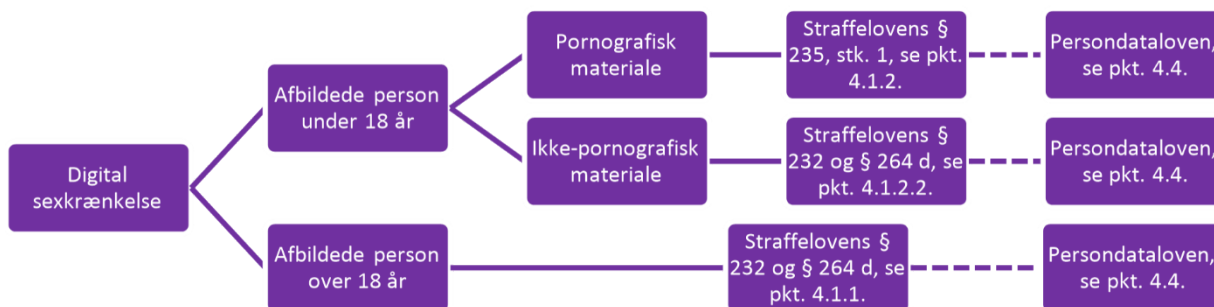 Pornografisk
materiale
Straffelovens §
235, stk. 1, se pkt.
4.1.2.
Persondataloven,
se pkt. 4.4.
Afbildede person
under 18 år
Ikke-pornografisk
materiale
Straffelovens §
232 og § 264 d, se
pkt. 4.1.2.2.
Persondataloven,
se pkt. 4.4.
Digital
sexkrænkelse
Afbildede person
over 18 år
Straffelovens §
232 og § 264 d, se
pkt. 4.1.1.
Persondataloven,
se pkt. 4.4.